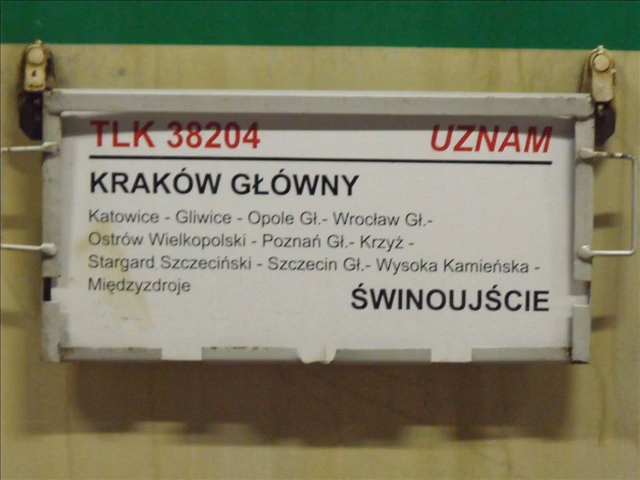 TLK 38204 UZNAM
KRAKÓW GŁÓWNY
Katowice - Gliwice - Opole Gł.- Wrocław Gł.-
Ostrów Wielkopolski - Poznań Gł.- Krzyż -
Stargard Szczeciński - Szczecin Gł.- Wysoka Kamieńska -
Międzyzdroje
ŚWINOUJŚCIE